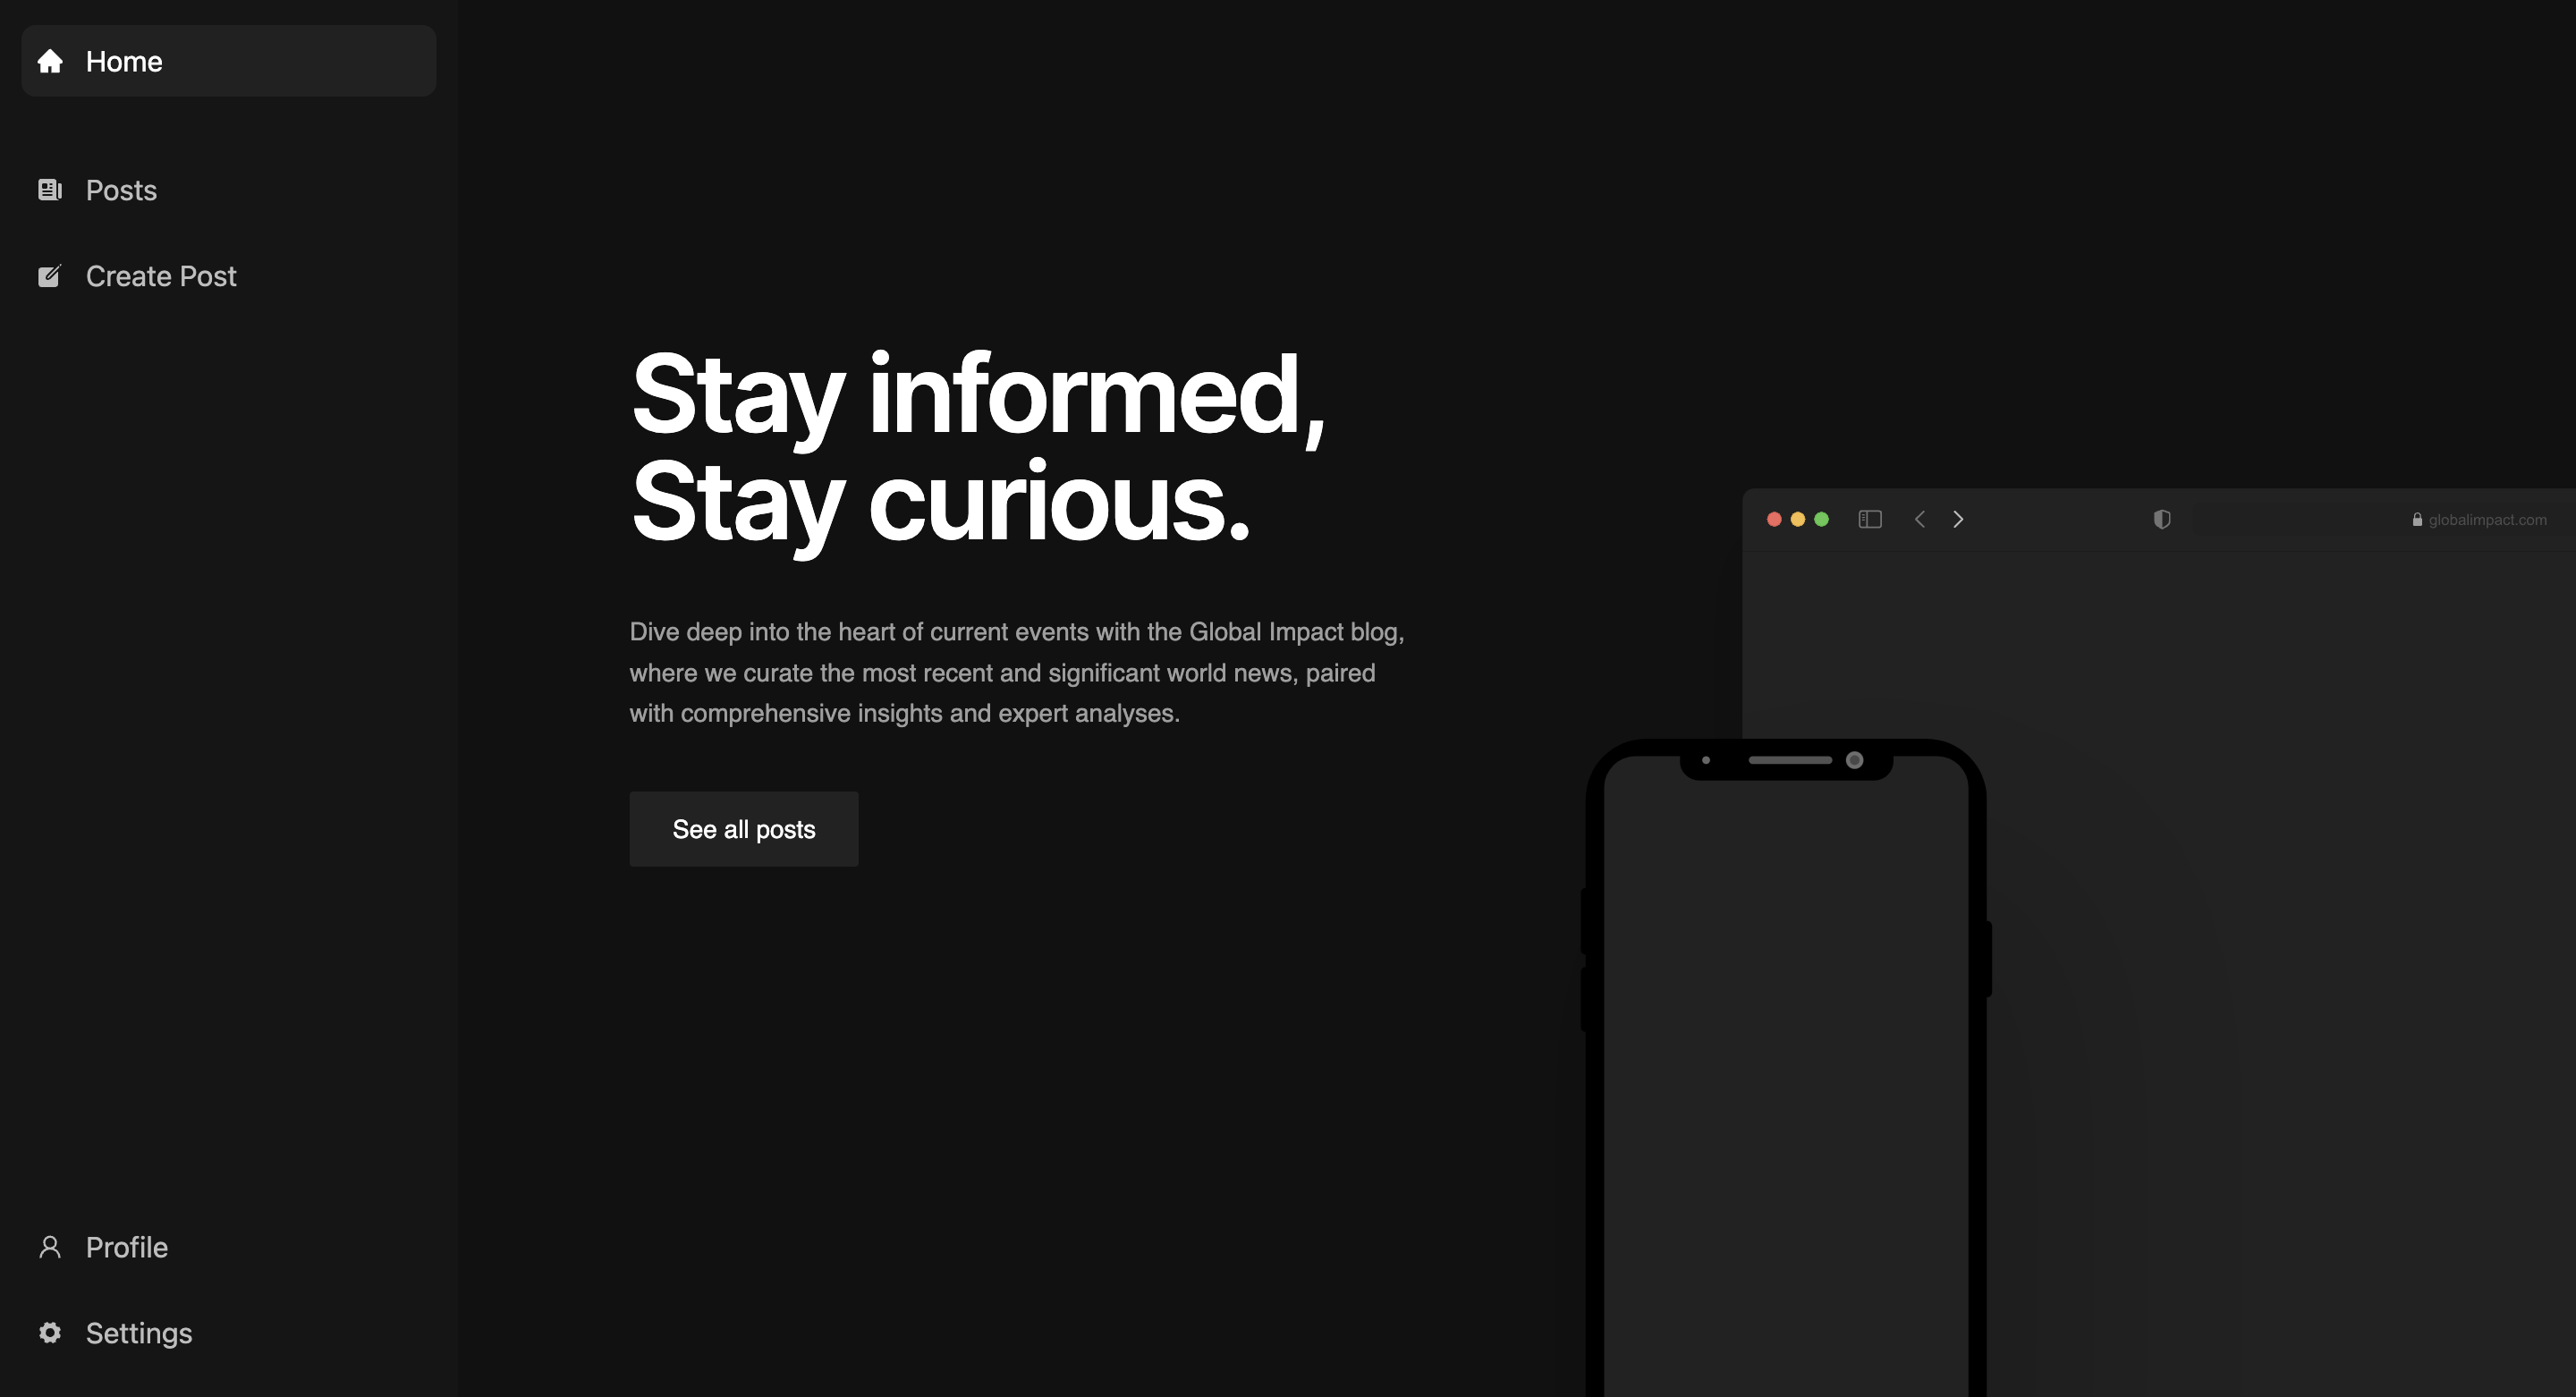 Home
Posts
Create Post
Stay informed,
Stay curious.
Dive deep into the heart of current events with the Global Impact blog,
where we curate the most recent and significant world news, paired
with comprehensive insights and expert analyses.
See all posts
globalimpact.com
Profile
Settings